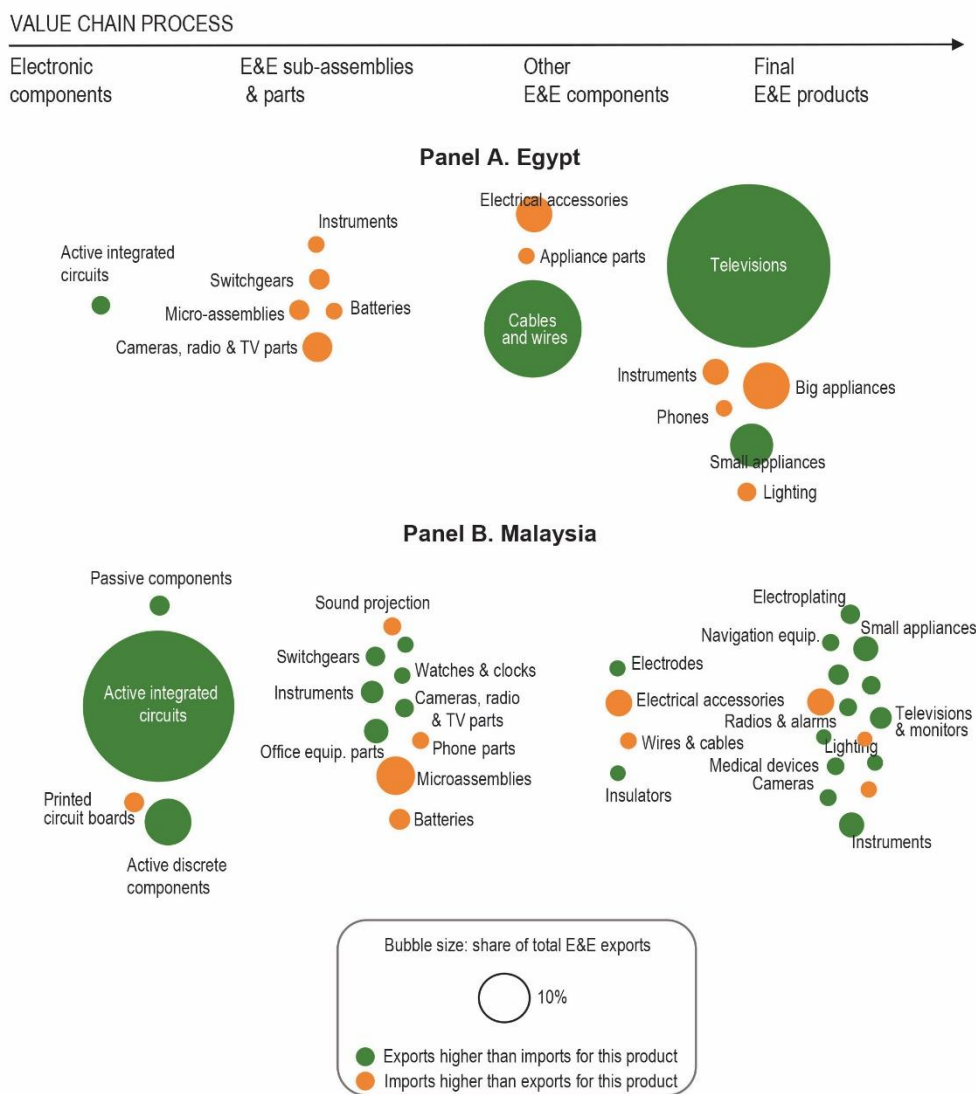 VALUE CHAIN PROCESS
Electronic
components
E&E sub-assemblies
& parts
Other
E&E components
Final
E&E products
Panel A. Egypt
Active integrated
circuits
Instruments
Switchgears
Micro-assemblies
Batteries
Cameras, radio & TV parts
Electrical accessories
Appliance parts
Cables
and wires
Televisions
Instruments
Big appliances
Phones
Small appliances
Lighting
Panel B. Malaysia
Passive components
Active integrated
circuits
Printed
circuit boards
Active discrete
components
Sound projection
Switchgears
Watches & clocks
Instruments
Cameras, radio
& TV parts
Office equip. parts
Phone parts
Microassemblies
Batteries
Electrodes
Electrical accessories
Wires & cables
Insulators
Electroplating
Small appliances
Navigation equip.
Radios & alarms
Televisions
& monitors
Lighting
Medical devices
Cameras
Instruments
Bubble size: share of total E&E exports
10%
Exports higher than imports for this product
Imports higher than exports for this product